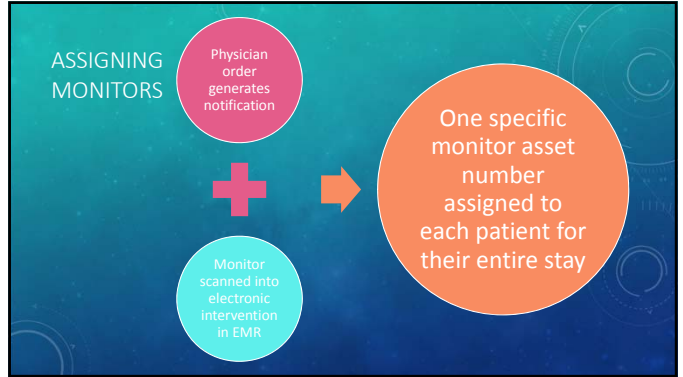 ASSIGNING
MONITORS
Physician
order
generates
notification
Monitor
scanned into
electronic
intervention
in EMR
One specific
monitor asset
number
assigned to
each patient for
their entire stay